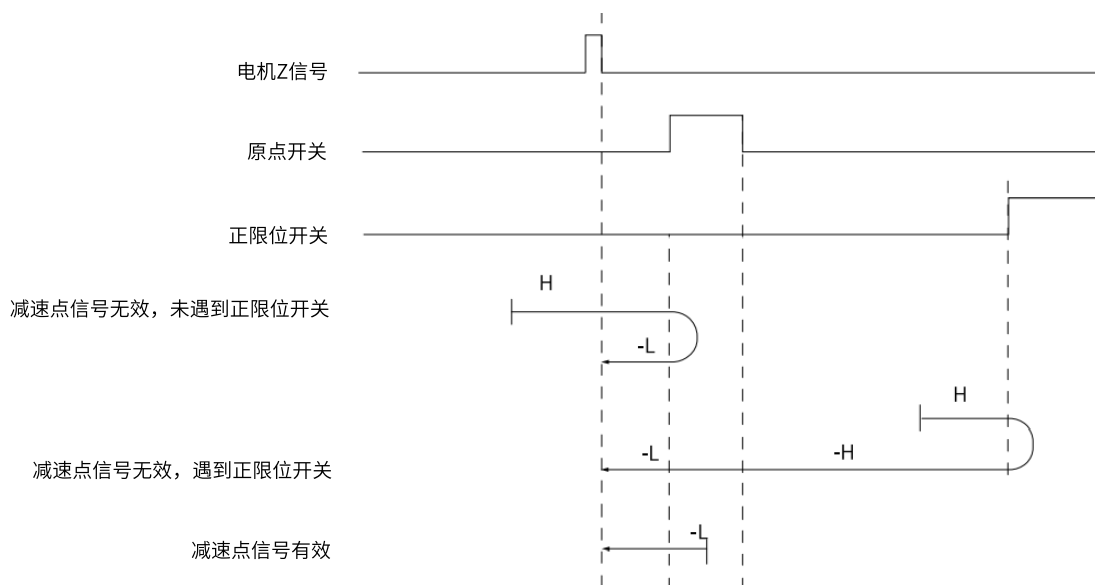 电机Z信号
原点开关
正限位开关
H
减速点信号无效，未遇到正限位开关
-L
H
-L
-H
减速点信号无效，遇到正限位开关
-L
减速点信号有效